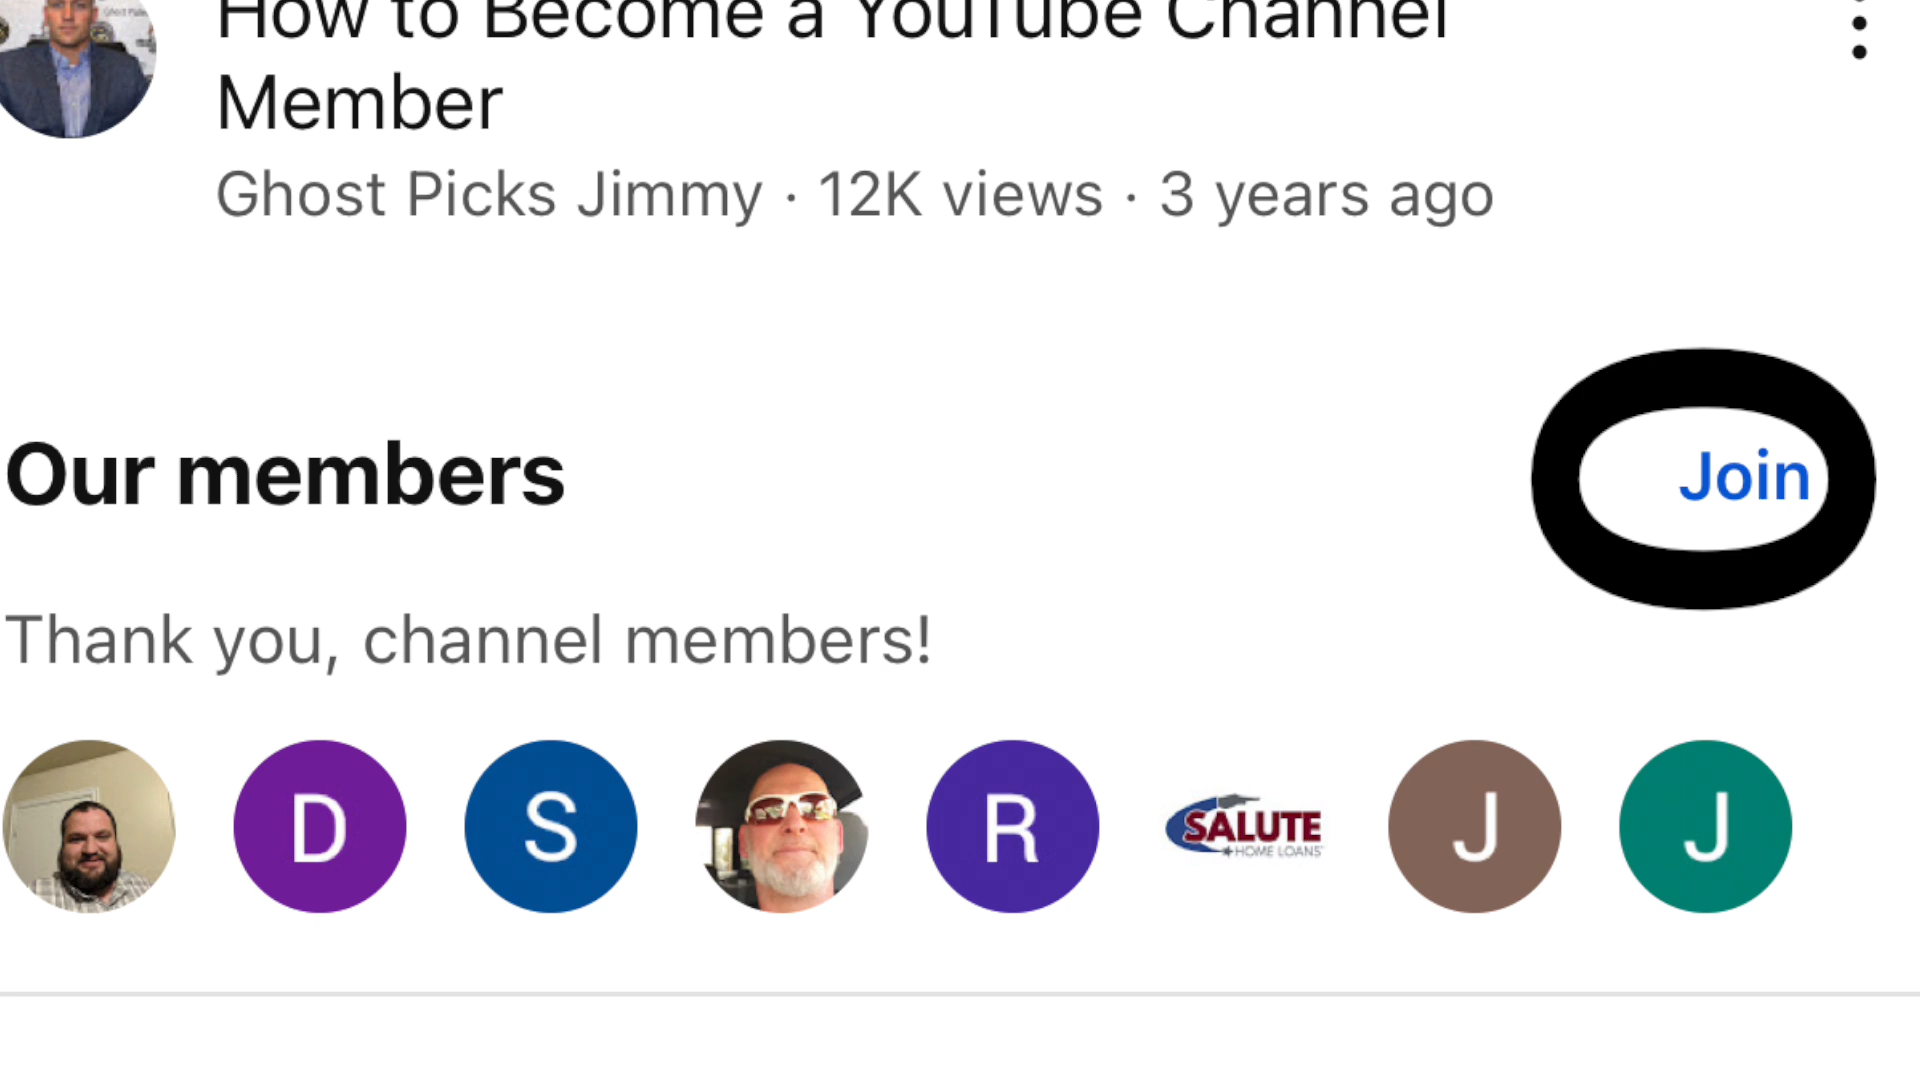 How to Become a YouTube Channel
Member
Ghost Picks Jimmy · 12K views · 3 years ago
Our members
Join
Thank you, channel members!
D
S
R
SALUTE
HOME LOANS
J
J